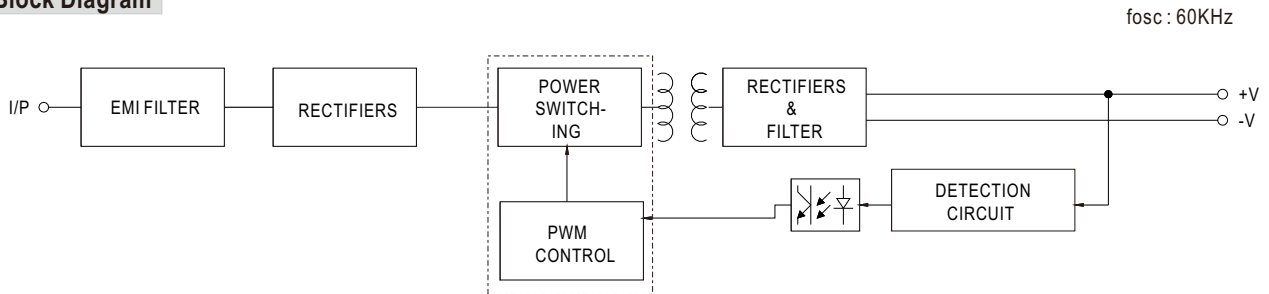 Block Diagram
fosc : 60KHz
I/P
EMI FILTER
RECTIFIERS
POWER
SWITCH-
ING
RECTIFIERS
&
FILTER
+V
-V
DETECTION
CIRCUIT
PWM
CONTROL